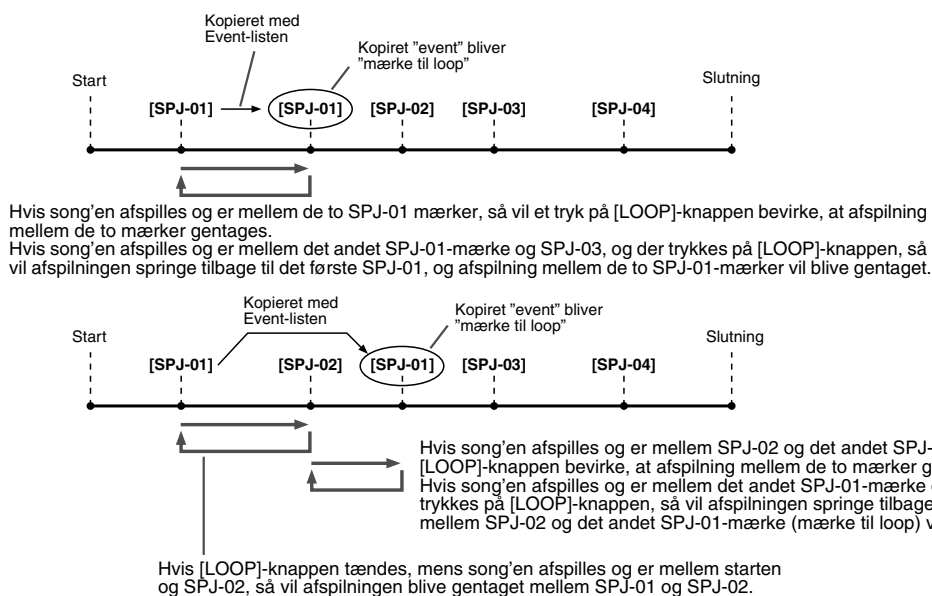 Kopieret med
Event-listen
Kopiret "event" bliver
"mærke til loop"
Start
Slutning
[SPJ-01]
[SPJ-01]
[SPJ-02]
[SPJ-03]
[SPJ-04]
Hvis song'en afspilles og er mellem de to SPJ-01 mærker, så vil et tryk på [LOOP]-knappen bevirke, at afspilning
mellem de to mærker gentages.
Hvis song'en afspilles og er mellem det andet SPJ-01-mærke og SPJ-03, og der trykkes på [LOOP]-knappen, så
vil afspilningen springe tilbage til det første SPJ-01, og afspilning mellem de to SPJ-01-mærker vil blive gentaget.
Kopieret med
Event-listen
Kopiret "event" bliver
"mærke til loop"
Start
Slutning
[SPJ-01]
[SPJ-02]
[SPJ-01]
[SPJ-03]
[SPJ-04]
Hvis song'en afspilles og er mellem SPJ-02 og det andet SPJ-
[LOOP]-knappen bevirke, at afspilning mellem de to mærker g
Hvis song'en afspilles og er mellem det andet SPJ-01-mærke
trykkes på [LOOP]-knappen, så vil afspilningen springe tilbage
mellem SPJ-02 og det andet SPJ-01-mærke (mærke til loop) v
Hvis [LOOP]-knappen tændes, mens song'en afspilles og er mellem starten
og SPJ-02, så vil afspilningen blive gentaget mellem SPJ-01 og SPJ-02.